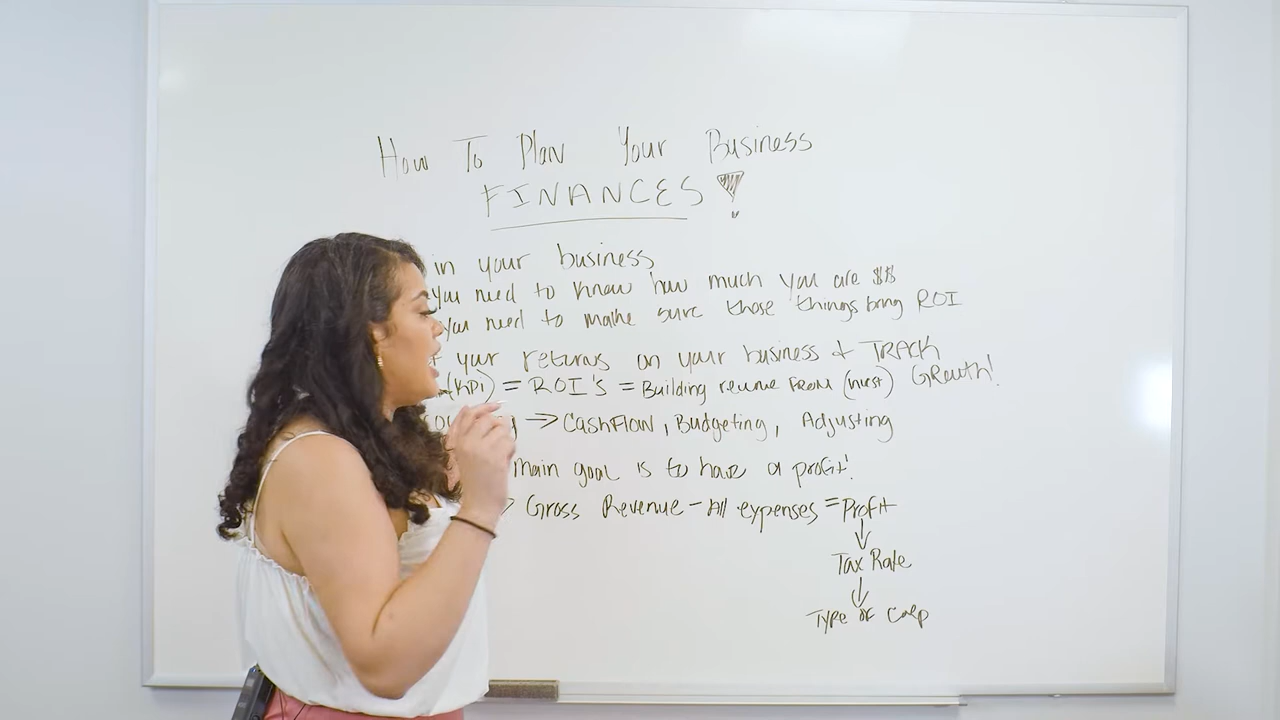 How To Plan Your Business
FINANCES!
in your business
you need to know how much you are $$
you need to make sure those things bring ROI
your returns on your business & TRACK
(KPI) = ROI's = Building revenue FROM (nvst) Growth!
→ CashFlow, Budgeting, Adjusting
main goal is to have a profit!
Gross Revenue - All expenses = Profit
↓
Tax Rate
↓
Type of Corp